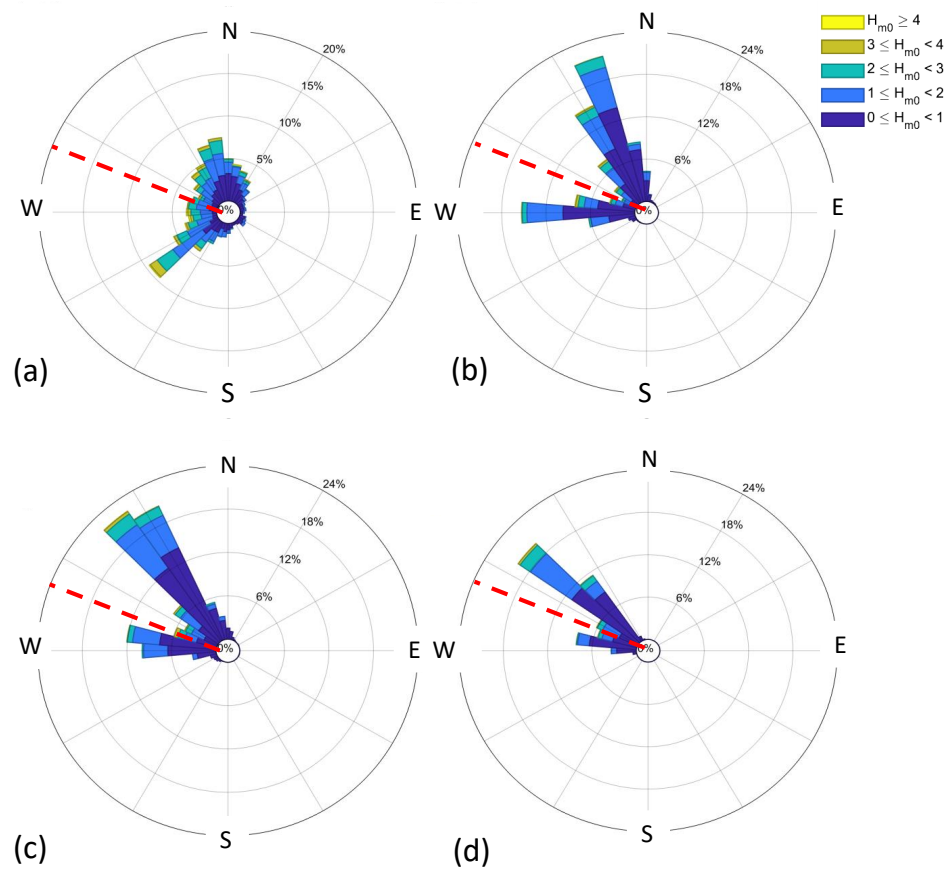 N
20%
15%
10%
5%
0%
W
E
S
(a)
N
24%
18%
12%
6%
0%
W
E
S
(b)
Hm0 ≥ 4
3 ≤ Hm0 < 4
2 ≤ Hm0 < 3
1 ≤ Hm0 < 2
0 ≤ Hm0 < 1
N
24%
18%
12%
6%
0%
W
E
S
(c)
N
24%
18%
12%
6%
0%
W
E
S
(d)